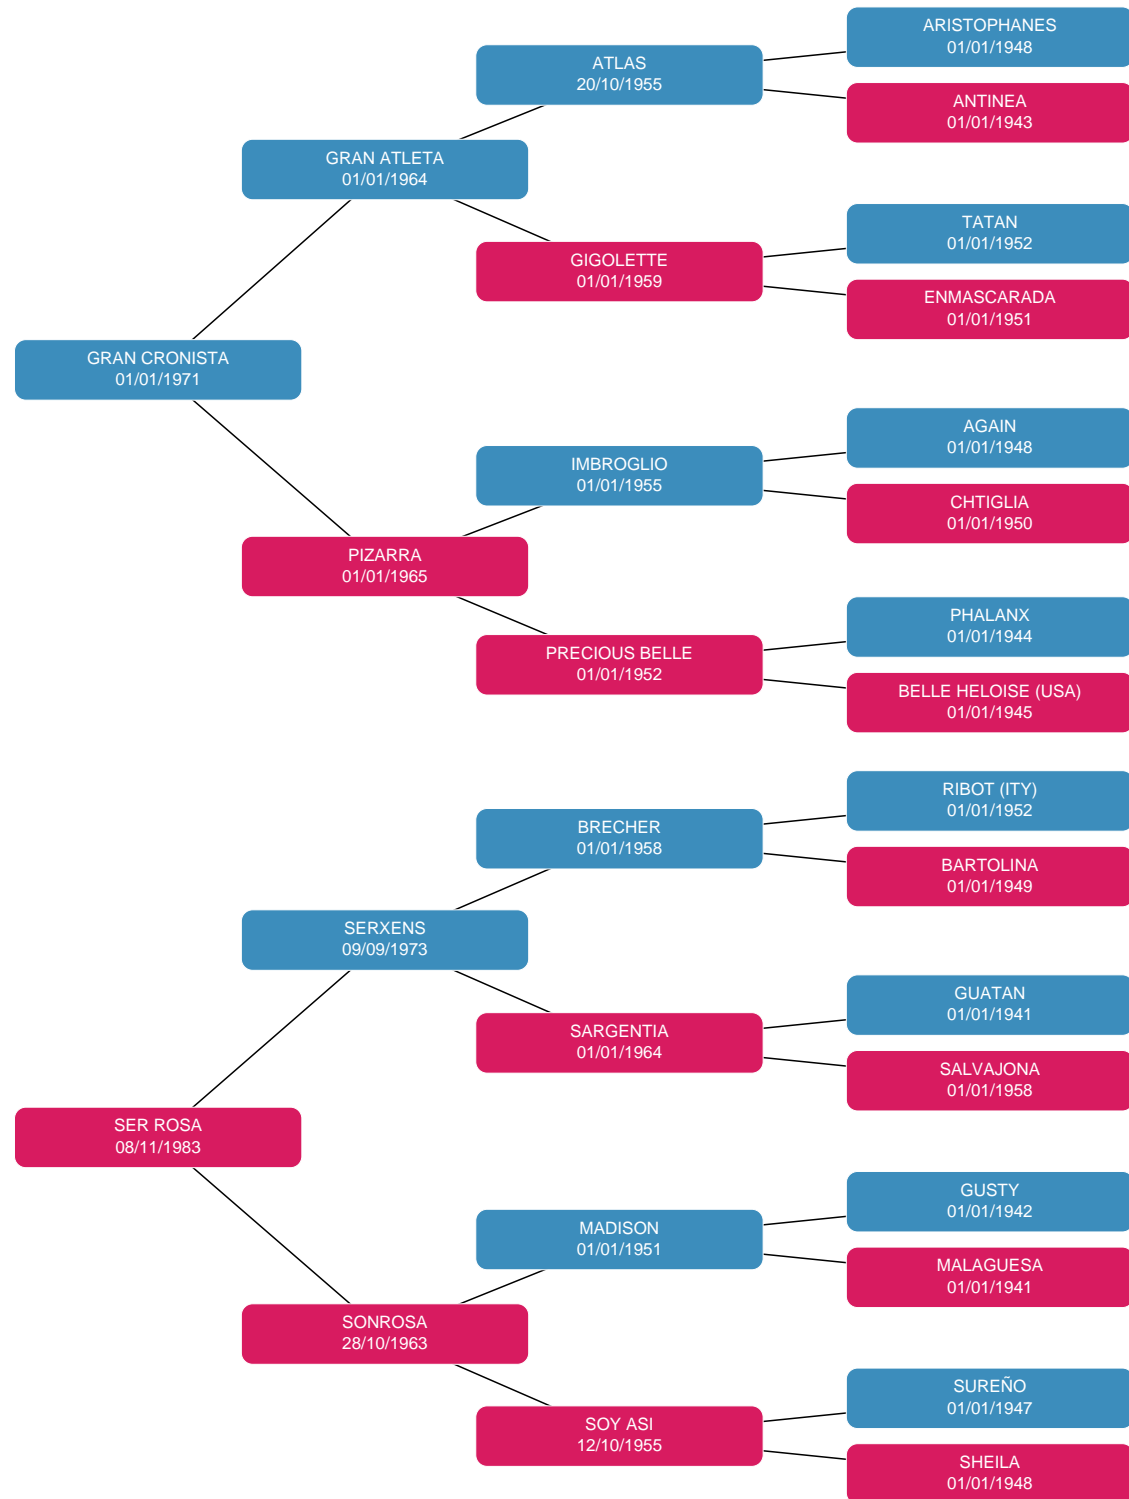 ARISTOPHANES
01/01/1948
ATLAS
20/10/1955
ANTINEA
01/01/1943
GRAN ATLETA
01/01/1964
TATAN
01/01/1952
GIGOLETTE
01/01/1959
ENMASCARADA
01/01/1951
GRAN CRONISTA
01/01/1971
AGAIN
01/01/1948
IMBROGLIO
01/01/1955
CHTIGLIA
01/01/1950
PIZARRA
01/01/1965
PHALANX
01/01/1944
PRECIOUS BELLE
01/01/1952
BELLE HELOISE (USA)
01/01/1945
RIBOT (ITY)
01/01/1952
BRECHER
01/01/1958
BARTOLINA
01/01/1949
SERXENS
09/09/1973
GUATAN
01/01/1941
SARGENTIA
01/01/1964
SALVAJONA
01/01/1958
SER ROSA
08/11/1983
GUSTY
01/01/1942
MADISON
01/01/1951
MALAGUESA
01/01/1941
SONROSA
28/10/1963
SUREÑO
01/01/1947
SOY ASI
12/10/1955
SHEILA
01/01/1948